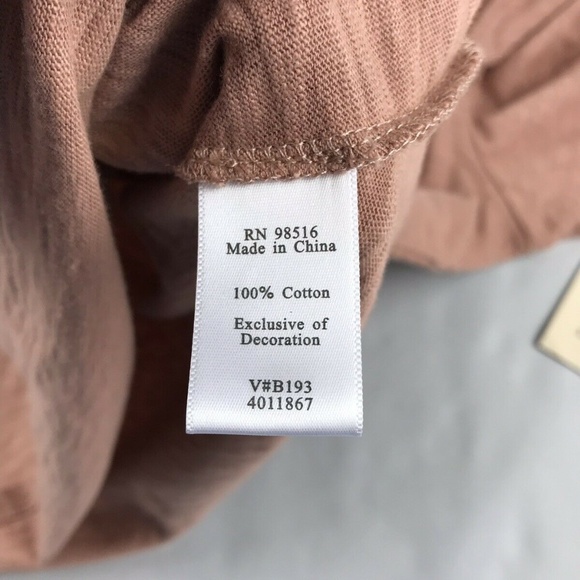 RN 98516
Made in China
100% Cotton
Exclusive of
Decoration
V#B193
4011867